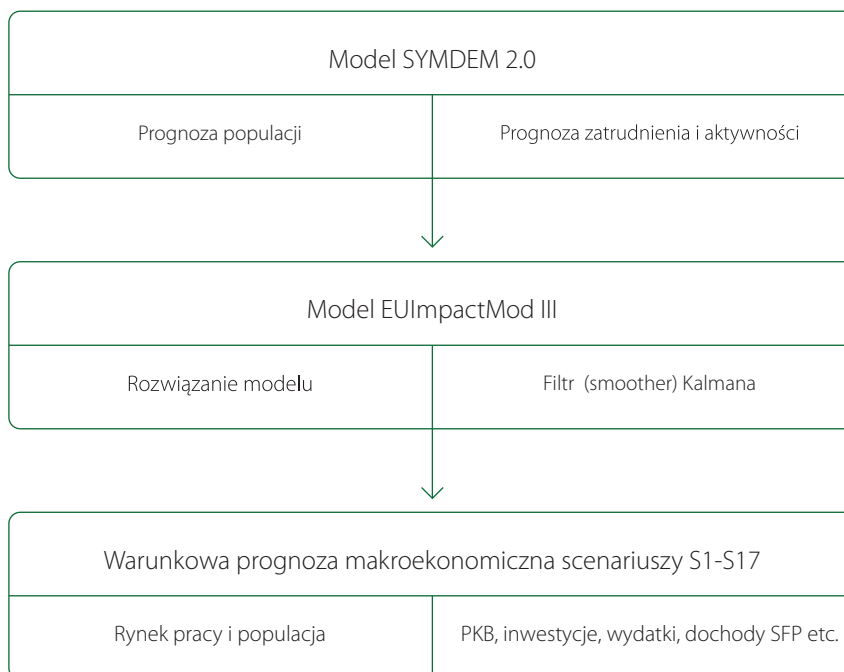 Model SYMDEM 2.0
Prognoza populacji
Prognoza zatrudnienia i aktywności
Model EUImpactMod III
Rozwiązanie modelu
Filtr (smoother) Kalmana
Warunkowa prognoza makroekonomiczna scenariuszy S1-S17
Rynek pracy i populacja
PKB, inwestycje, wydatki, dochody SFP etc.